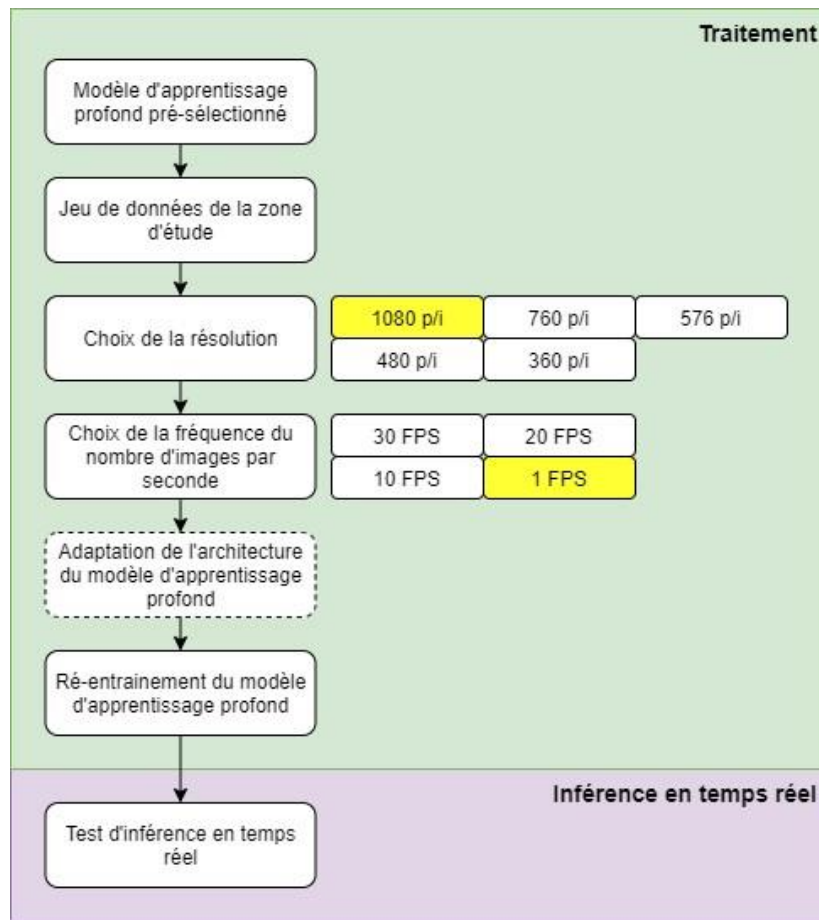 Traitement
Modèle d'apprentissage
profond pré-sélectionné
Jeu de données de la zone
d'étude
Choix de la résolution
1080 p/i
760 p/i
576 p/i
480 p/i
360 p/i
Choix de la fréquence du
nombre d'images par
seconde
30 FPS
20 FPS
10 FPS
1 FPS
Adaptation de l'architecture
du modèle d'apprentissage
profond
Ré-entrainement du modèle
d'apprentissage profond
Inférence en temps réel
Test d'inférence en temps
réel